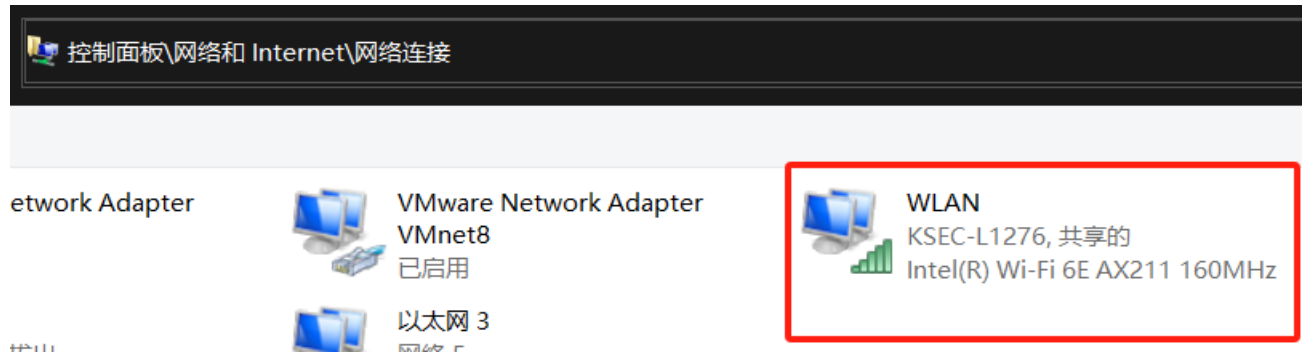 控制面板\网络和 Internet\网络连接
etwork Adapter
VMware Network Adapter
VMnet8
已启用
WLAN
KSEC-L1276, 共享的
Intel(R) Wi-Fi 6E AX211 160MHz
以太网 3